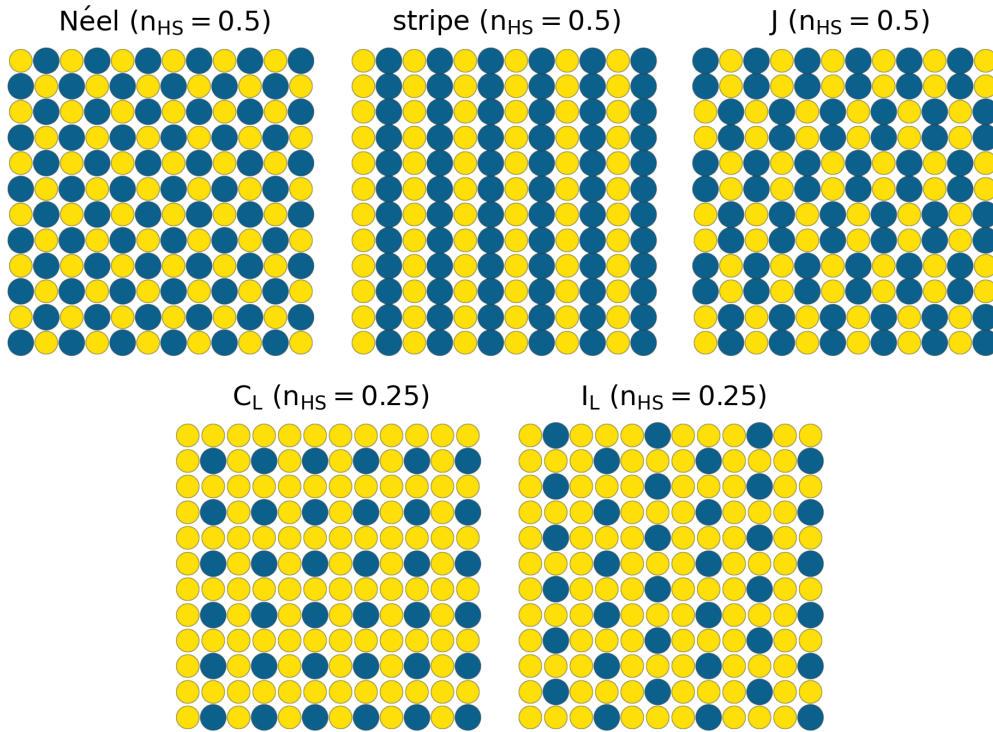 Néel (n_HS = 0.5)
stripe (n_HS = 0.5)
J (n_HS = 0.5)
C_L (n_HS = 0.25)
I_L (n_HS = 0.25)